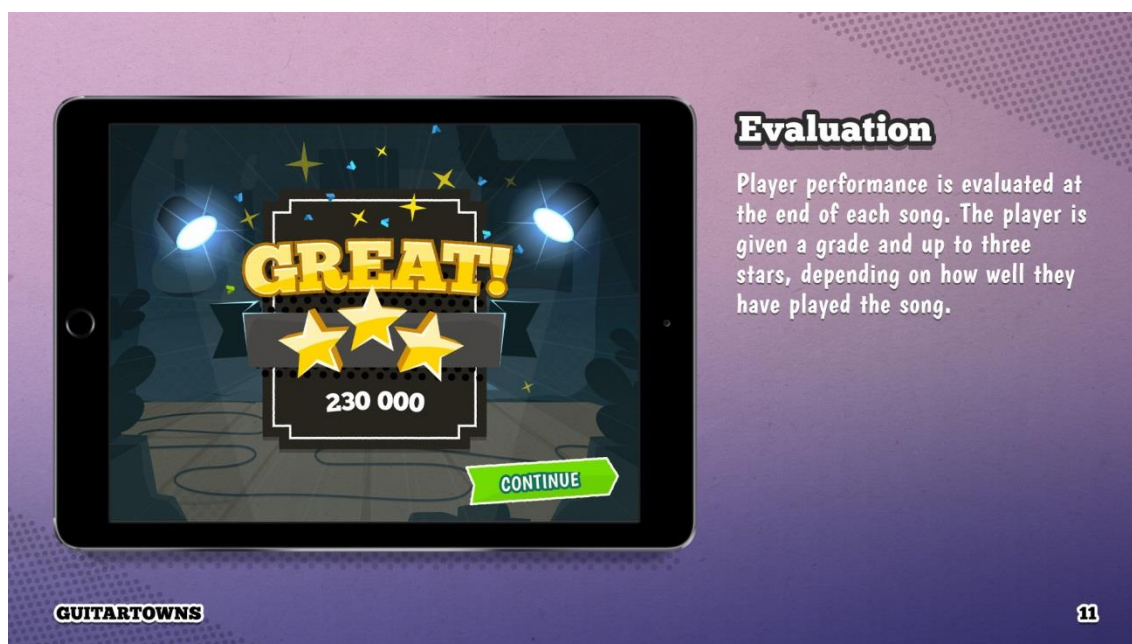 GREAT!
230 000
CONTINUE
Evaluation
Player performance is evaluated at
the end of each song. The player is
given a grade and up to three
stars, depending on how well they
have played the song.
GUITARTOWNS
11